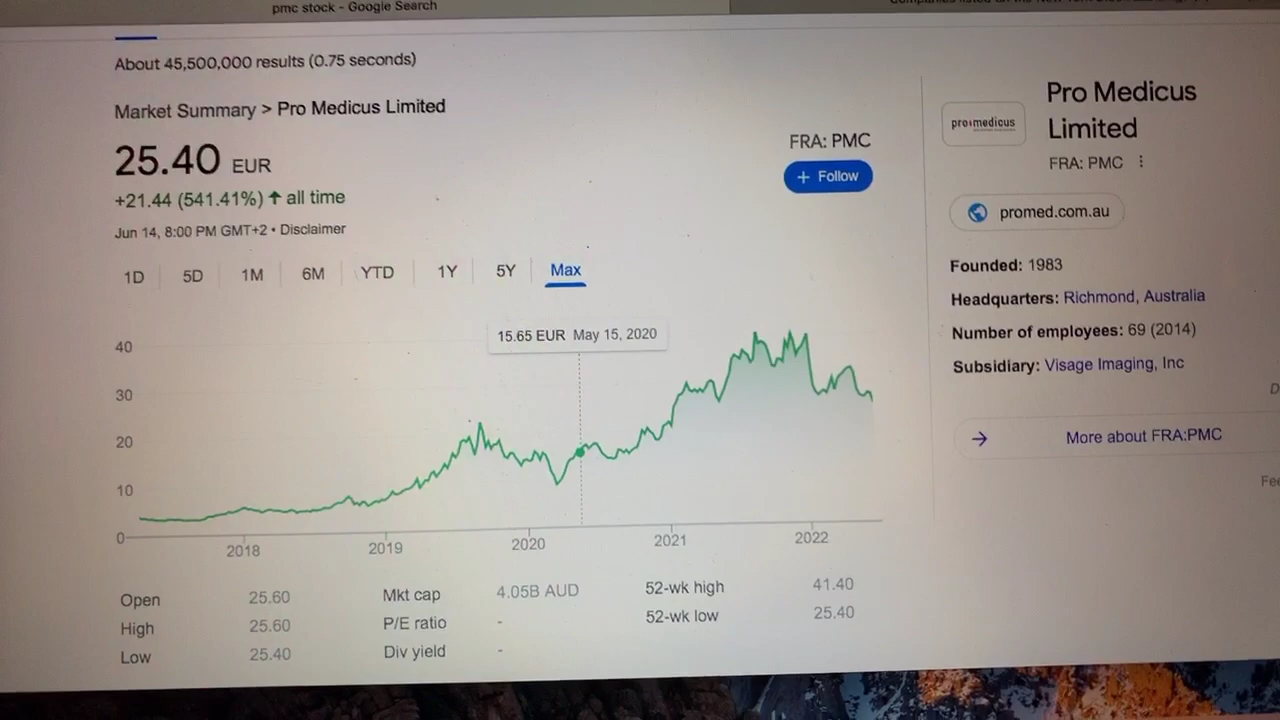 pmc stock - Google Search
About 45,500,000 results (0.75 seconds)
Market Summary > Pro Medicus Limited
25.40 EUR
+21.44 (541.41%) ↑ all time
Jun 14, 8:00 PM GMT+2 • Disclaimer
FRA: PMC
+ Follow
1D 5D 1M 6M YTD 1Y 5Y Max
15.65 EUR May 15, 2020
40
30
20
10
0
2018 2019 2020 2021 2022
Open 25.60 Mkt cap 4.05B AUD 52-wk high 41.40
High 25.60 P/E ratio - 52-wk low 25.40
Low 25.40 Div yield -
pro medicus
Pro Medicus
Limited
FRA: PMC
promed.com.au
Founded: 1983
Headquarters: Richmond, Australia
Number of employees: 69 (2014)
Subsidiary: Visage Imaging, Inc
More about FRA:PMC